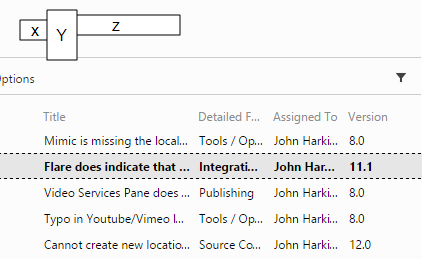 X Y Z
Options
Title Detailed F... Assigned To Version
Mimic is missing the local... Tools / Op... John Harki... 8.0
Flare does indicate that ... Integrati... John Har... 11.1
Video Services Pane does ... Publishing John Harki... 8.0
Typo in Youtube/Vimeo l... Tools / Op... John Harki... 8.0
Cannot create new locatio... Source Co... John Harki... 12.0